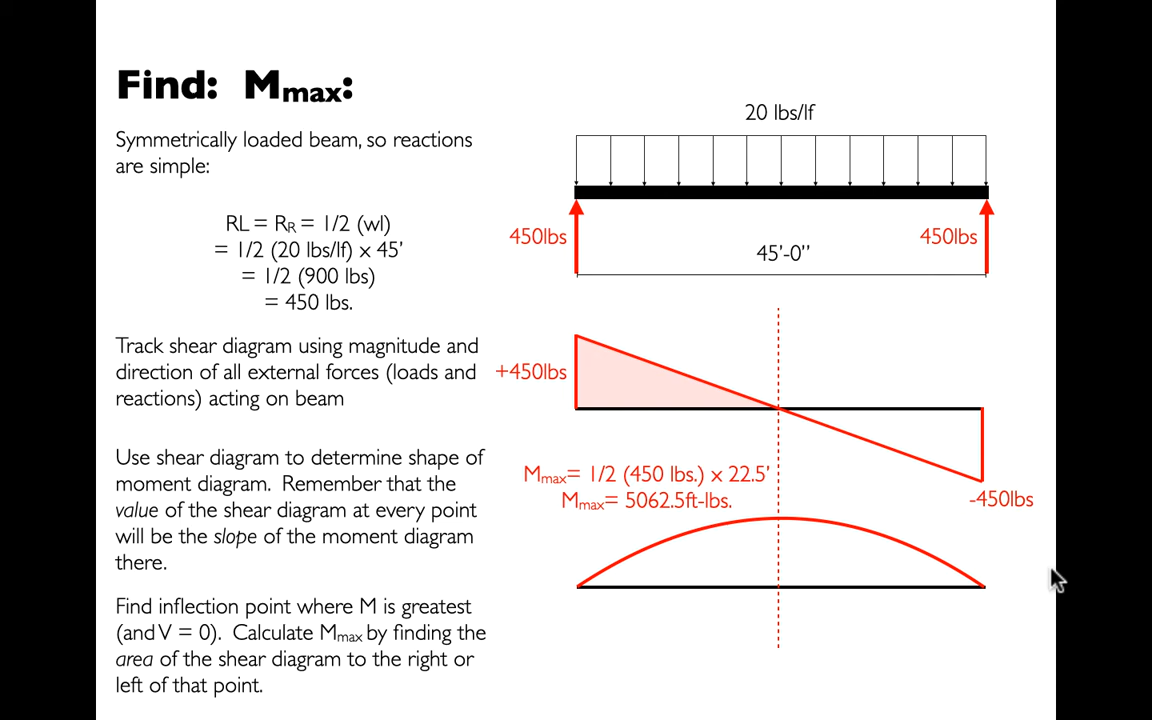 Find: Mmax:
Symmetrically loaded beam, so reactions
are simple:
RL = RR = 1/2 (wl)
= 1/2 (20 lbs/lf) x 45'
= 1/2 (900 lbs)
= 450 lbs.
Track shear diagram using magnitude and
direction of all external forces (loads and
reactions) acting on beam
Use shear diagram to determine shape of
moment diagram. Remember that the
value of the shear diagram at every point
will be the slope of the moment diagram
there.
Find inflection point where M is greatest
(and V = 0). Calculate Mmax by finding the
area of the shear diagram to the right or
left of that point.
20 lbs/lf
450lbs
450lbs
45'-0"
+450lbs
Mmax= 1/2 (450 lbs.) x 22.5'
Mmax= 5062.5ft-lbs.
-450lbs